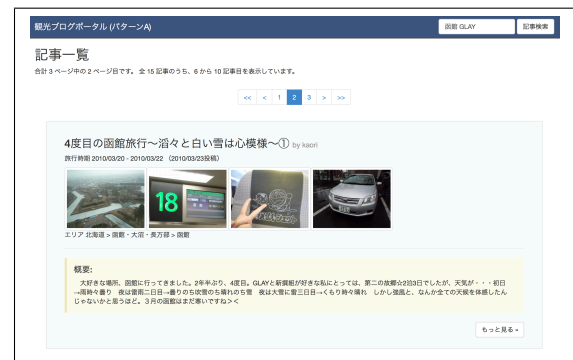 観光ブログポータル (パターンA)
函館 GLAY
記事検索
記事一覧
合計 3 ページ中の 2 ページ目です。 全 15 記事のうち、6 から 10 記事目を表示しています。
<< < 1 2 3 > >>
4度目の函館旅行～滔々と白い雪は心模様～① by kaori
旅行時期 2010/03/20 - 2010/03/22 （2010/03/23投稿）
18
エリア 北海道 > 函館・大沼・長万部 > 函館
概要:
大好きな場所、函館に行ってきました。2年半ぶり、4度目。GLAYと新撰組が好きな私にとっては、第二の故郷☆2泊3日でしたが、天気が・・・初日
→雨時々曇り　夜は雷雨二日目→曇りのち吹雪のち晴れのち雪　夜は大雪に雷三日目→くもり時々晴れ　しかし強風と、なんか全ての天候を体感したん
じゃないかと思うほど。３月の函館はまだ寒いですね＞＜
もっと見る »